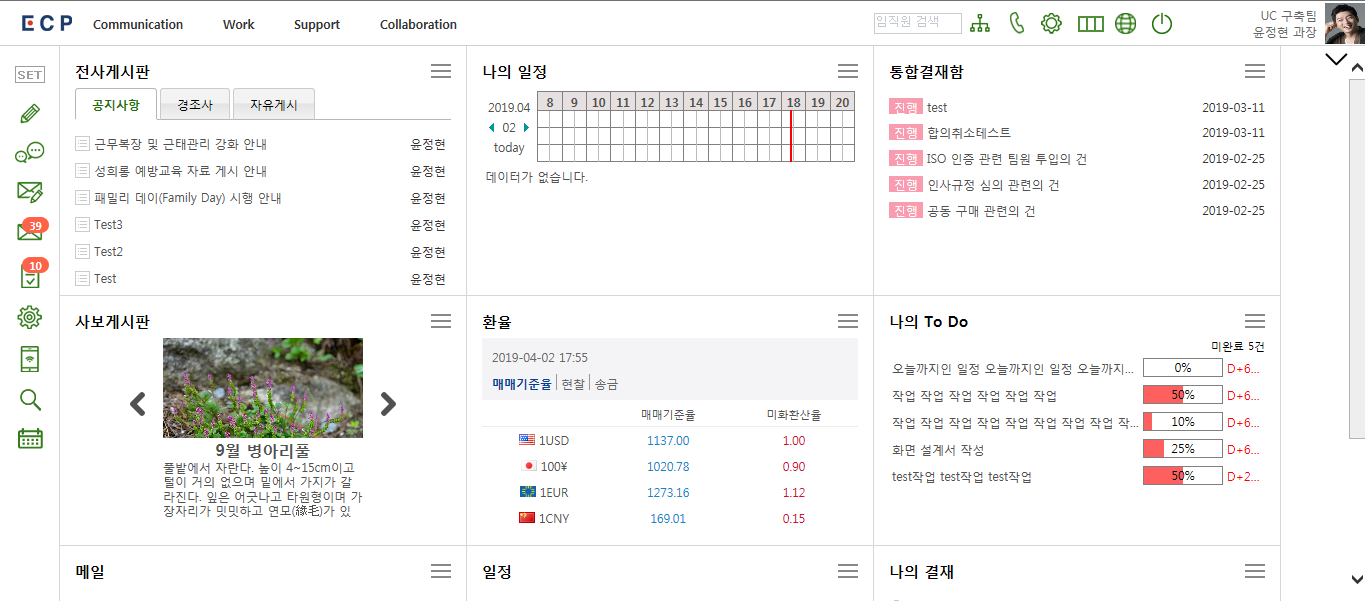 ECP Communication Work Support Collaboration 임직원 검색 UC 구축팀
윤정현 과장
SET
39
10
전사게시판
공지사항 경조사 자유게시
근무복장 및 근태관리 강화 안내 윤정현
성희롱 예방교육 자료 게시 안내 윤정현
패밀리 데이(Family Day) 시행 안내 윤정현
Test3 윤정현
Test2 윤정현
Test 윤정현
나의 일정
2019.04 8 9 10 11 12 13 14 15 16 17 18 19 20
02
today
데이터가 없습니다.
통합결재함
진행 test 2019-03-11
진행 합의취소테스트 2019-03-11
진행 ISO 인증 관련 팀원 투입의 건 2019-02-25
진행 인사규정 심의 관련의 건 2019-02-25
진행 공동 구매 관련의 건 2019-02-25
사보게시판
9월 병아리풀
풀밭에서 자란다. 높이 4~15cm이고
털이 거의 없으며 밑에서 가지가 갈
라진다. 잎은 어긋나고 타원형이며 가
장자리가 밋밋하고 연모(緣毛)가 있
환율
2019-04-02 17:55
매매기준율 현찰 송금
매매기준율 미화환산율
1USD 1137.00 1.00
100¥ 1020.78 0.90
1EUR 1273.16 1.12
1CNY 169.01 0.15
나의 To Do
미완료 5건
오늘까지인 일정 오늘까지인 일정 오늘까지... 0% D+6...
작업 작업 작업 작업 작업 작업 50% D+6...
작업 작업 작업 작업 작업 작업 작업 작업 작... 10% D+6...
화면 설계서 작성 25% D+6...
test작업 test작업 test작업 50% D+2...
메일
일정
나의 결재